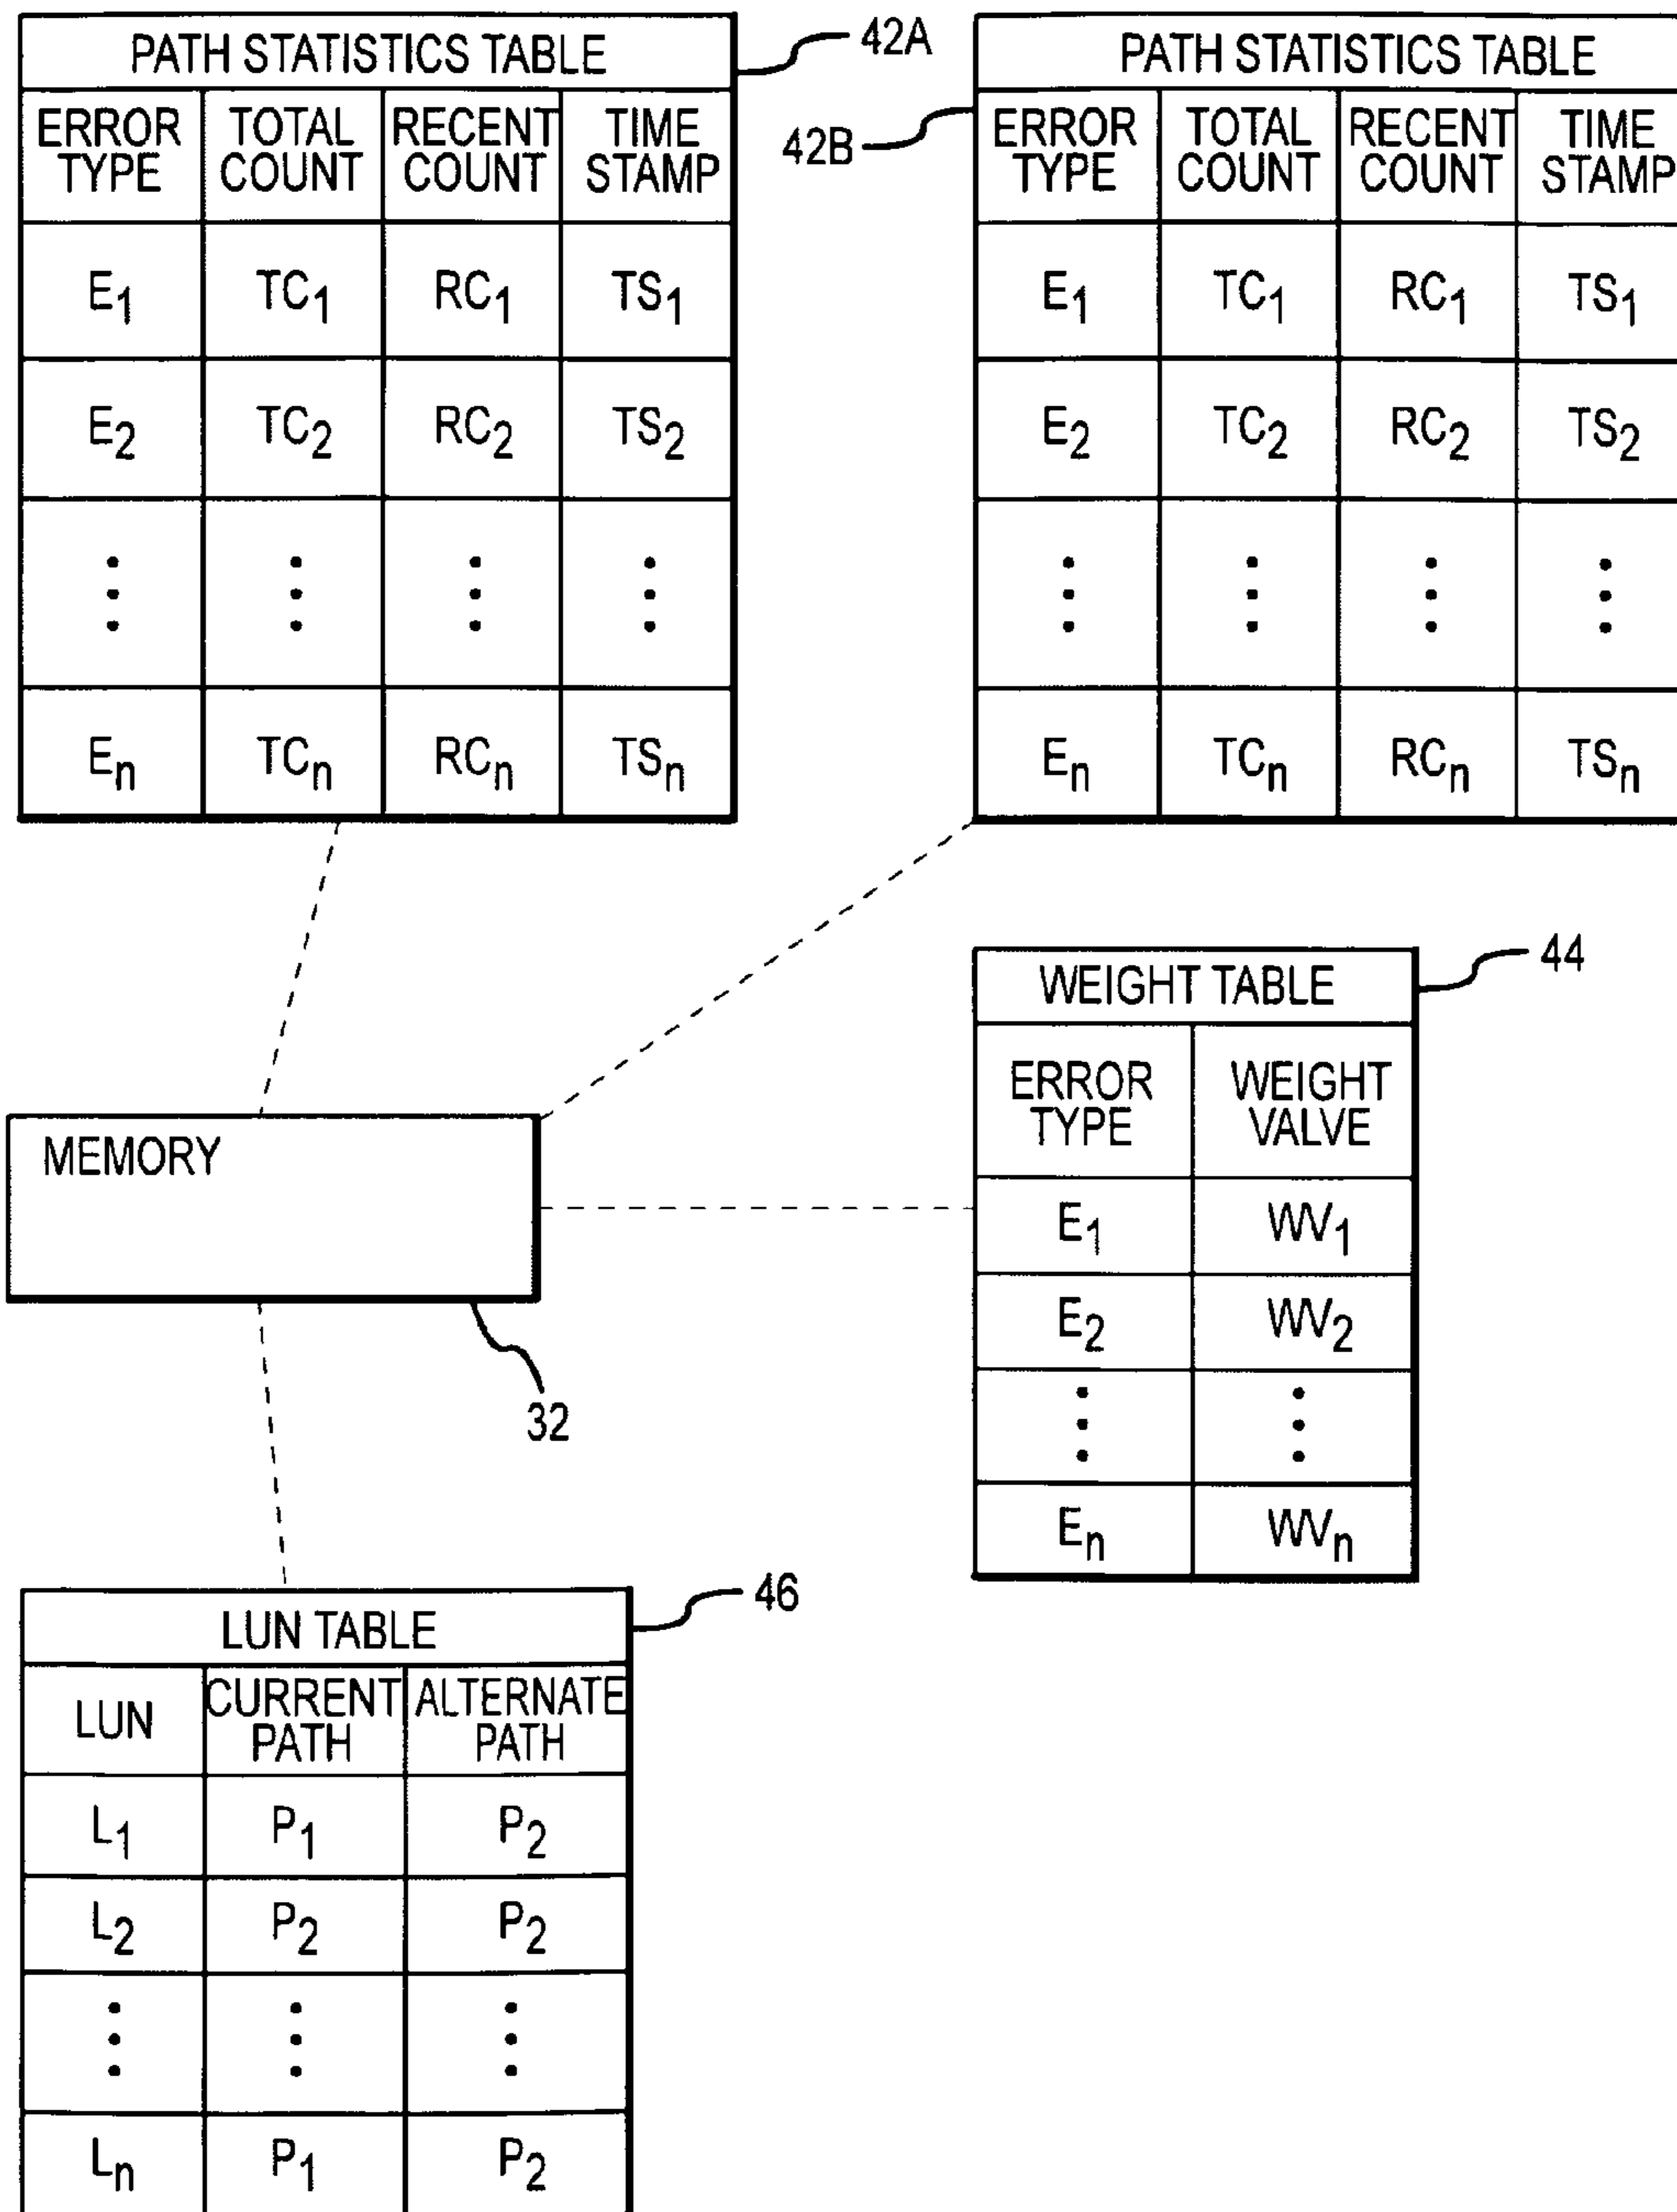 PATH STATISTICS TABLE
42A
ERROR TYPE TOTAL COUNT RECENT COUNT TIME STAMP
E1 TC1 RC1 TS1
E2 TC2 RC2 TS2
⋮ ⋮ ⋮ ⋮
En TCn RCn TSn
PATH STATISTICS TABLE
42B
ERROR TYPE TOTAL COUNT RECENT COUNT TIME STAMP
E1 TC1 RC1 TS1
E2 TC2 RC2 TS2
⋮ ⋮ ⋮ ⋮
En TCn RCn TSn
MEMORY
32
WEIGHT TABLE
44
ERROR TYPE WEIGHT VALVE
E1 WV1
E2 WV2
⋮ ⋮
En WVn
LUN TABLE
46
LUN CURRENT PATH ALTERNATE PATH
L1 P1 P2
L2 P2 P2
⋮ ⋮ ⋮
Ln P1 P2